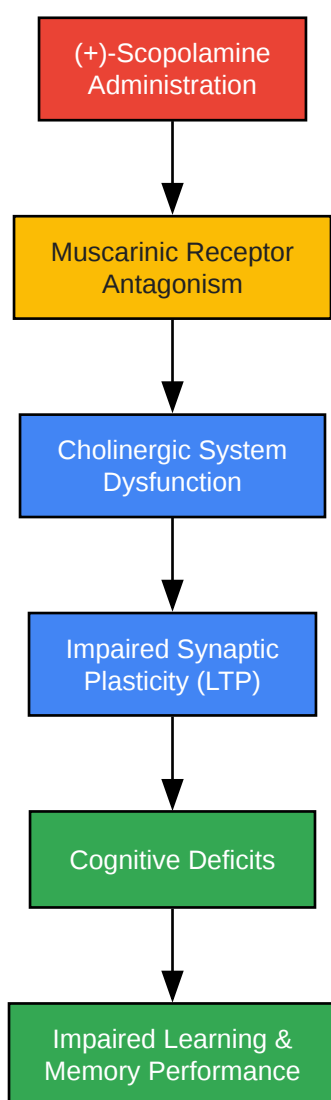 (+)-Scopolamine
Administration
Muscarinic Receptor
Antagonism
Cholinergic System
Dysfunction
Impaired Synaptic
Plasticity (LTP)
Cognitive Deficits
Impaired Learning &
Memory Performance